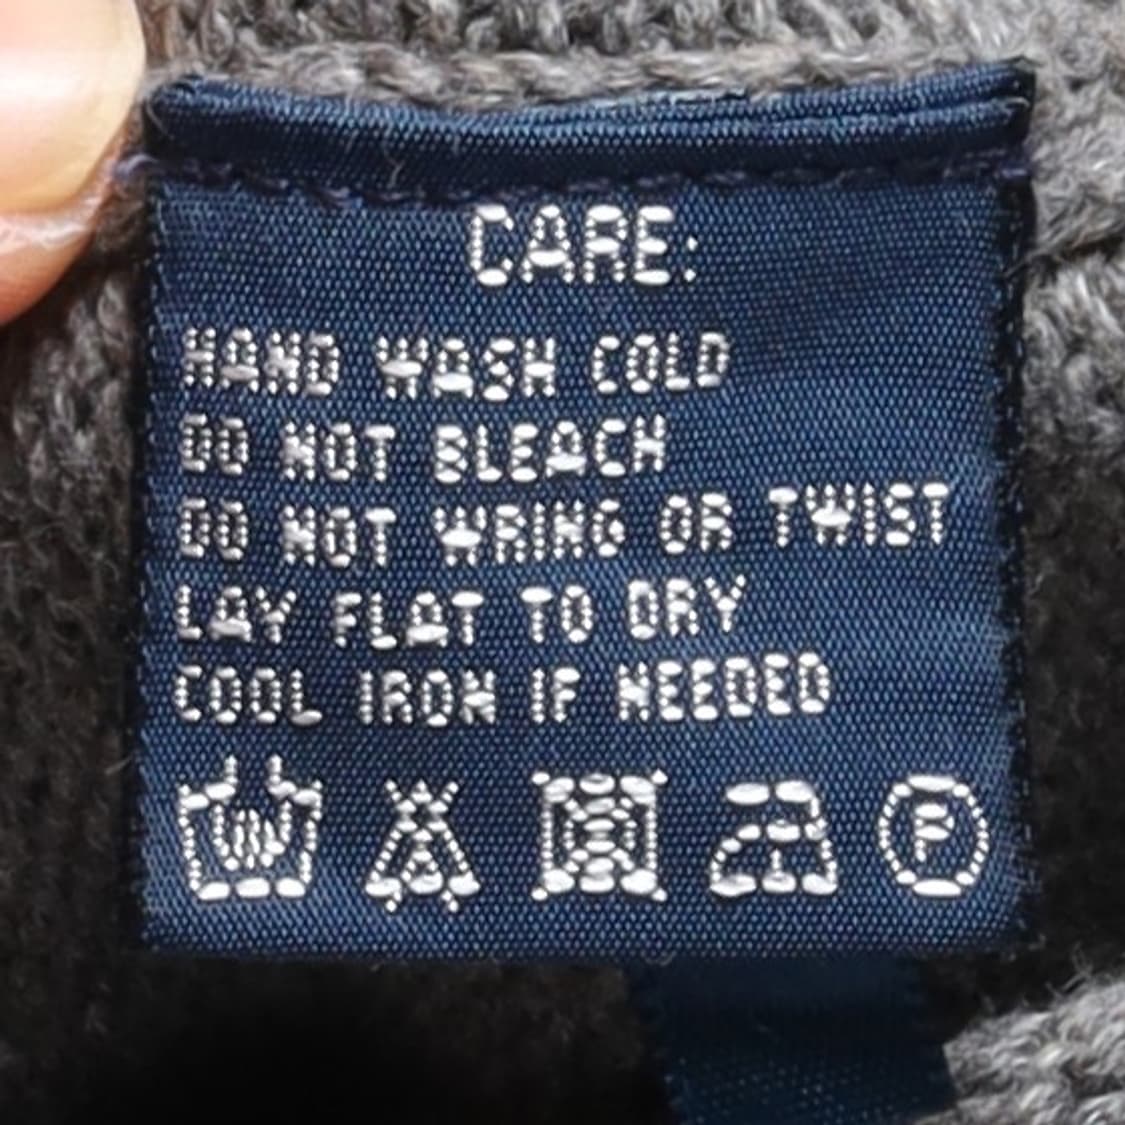 CARE:
HAND WASH COLD
DO NOT BLEACH
DO NOT WRING OR TWIST
LAY FLAT TO DRY
COOL IRON IF NEEDED
P